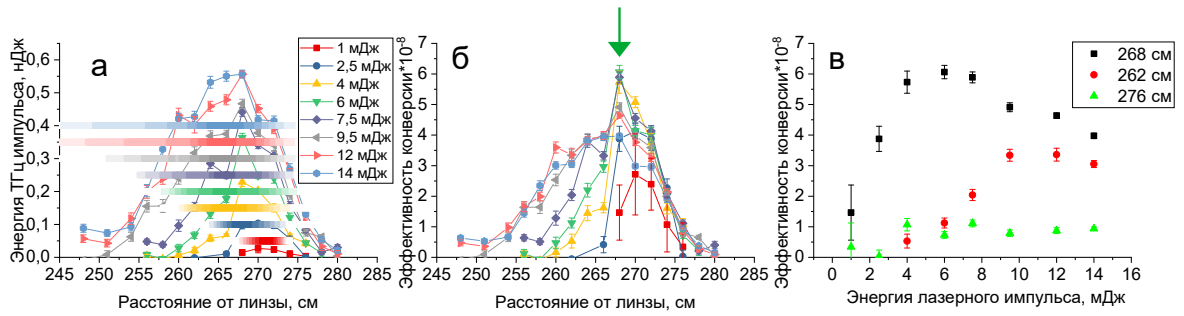 а
Энергия ТГц импульса, нДж
0,6
0,5
0,4
0,3
0,2
0,1
0,0
245 250 255 260 265 270 275 280 285
Расстояние от линзы, см
1 мДж
2,5 мДж
4 мДж
6 мДж
7,5 мДж
9,5 мДж
12 мДж
14 мДж
б
Эффективность конверсии*10-8
7
6
5
4
3
2
1
0
245 250 255 260 265 270 275 280 285
Расстояние от линзы, см
в
Эффективность конверсии*10-8
7
6
5
4
3
2
1
0
0 2 4 6 8 10 12 14 16
Энергия лазерного импульса, мДж
268 см
262 см
276 см